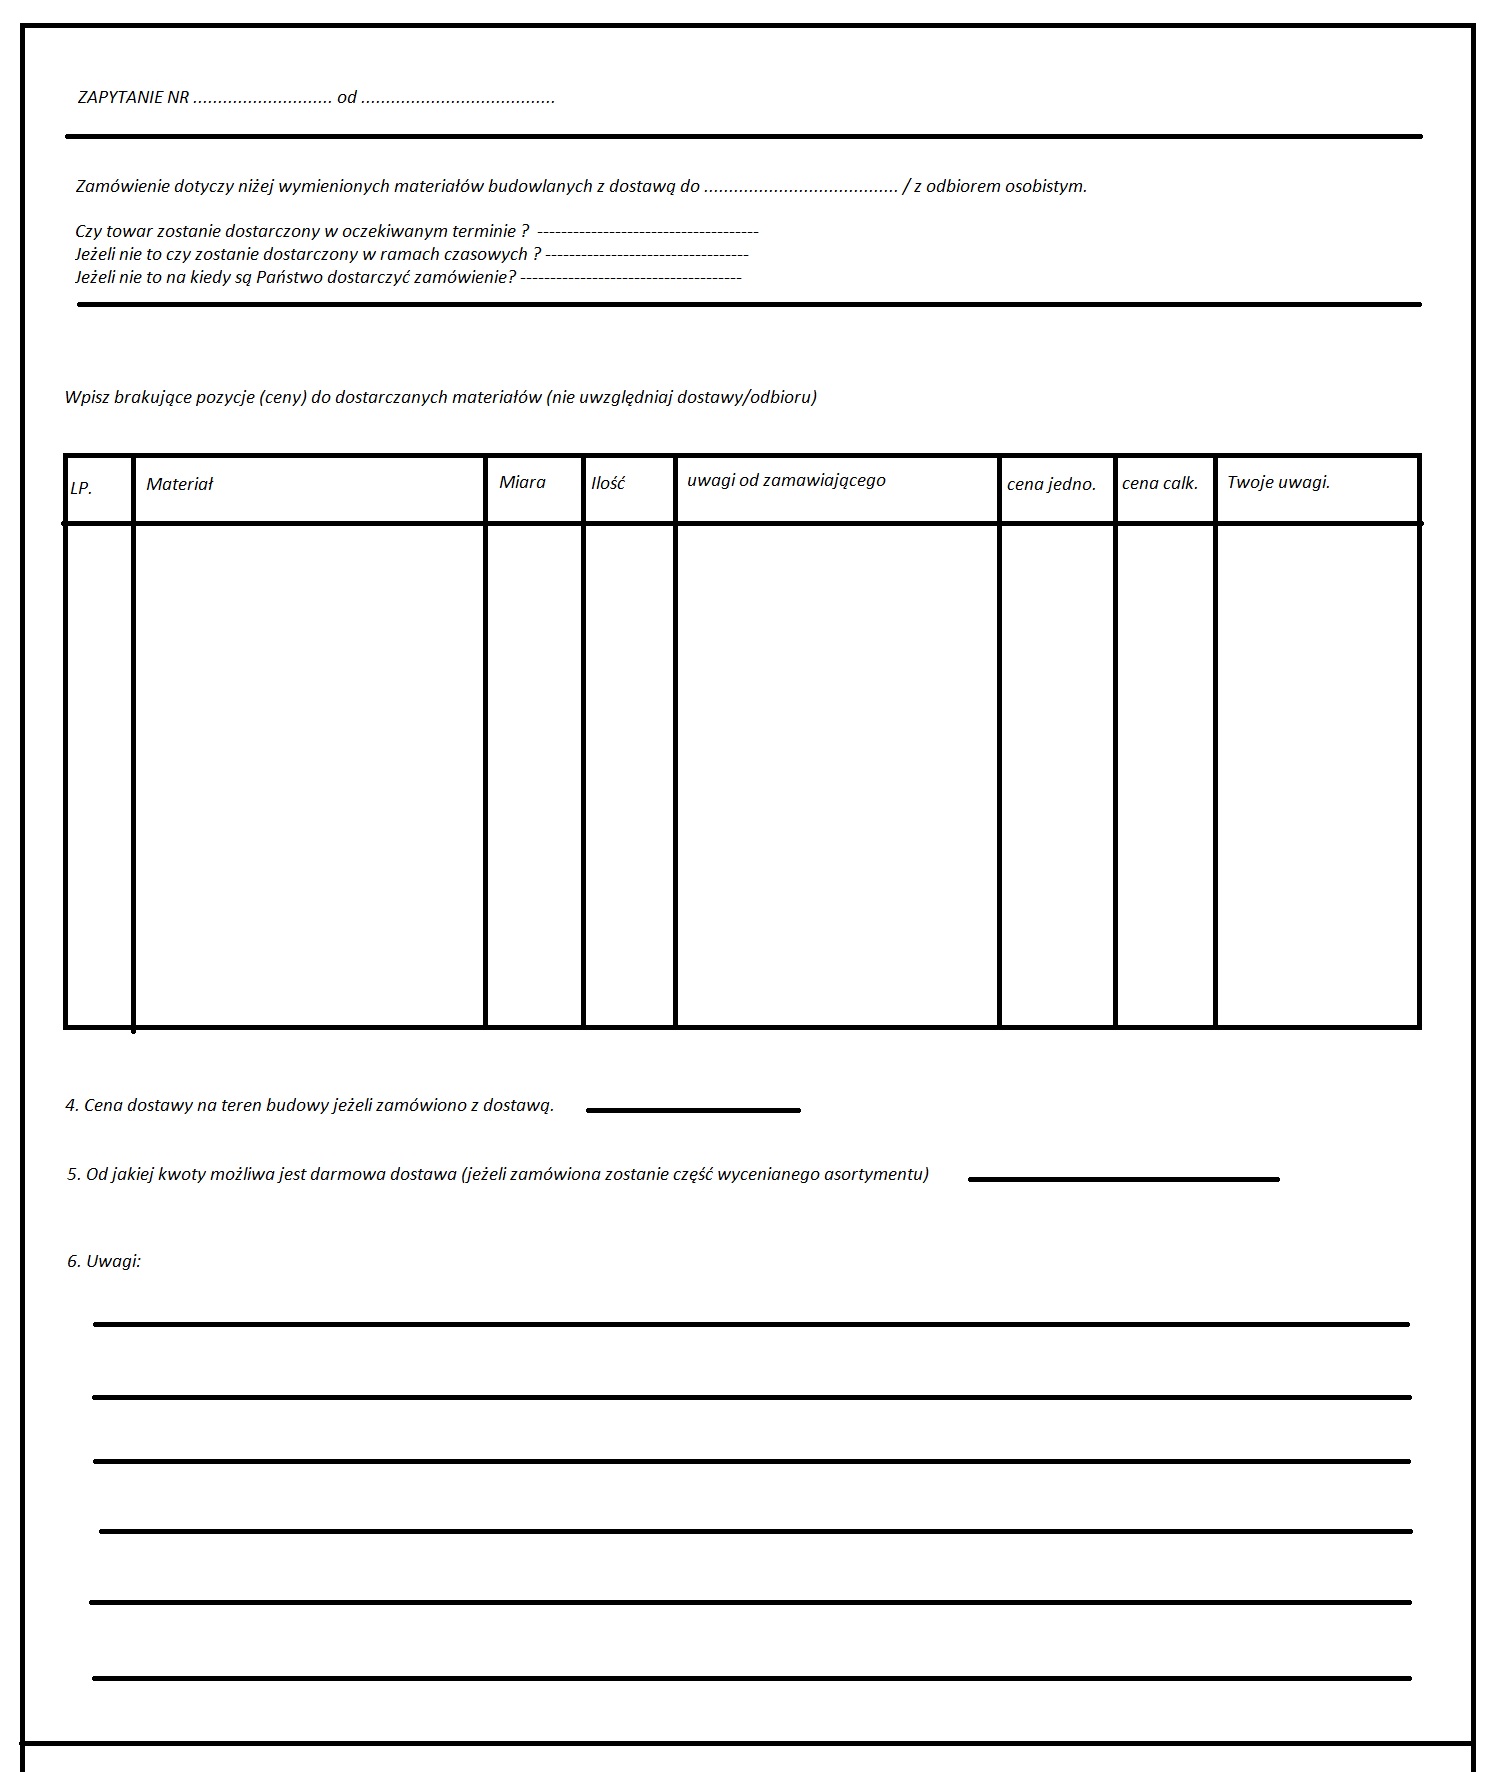 ZAPYTANIE NR ............................ od .......................................
Zamówienie dotyczy niżej wymienionych materiałów budowlanych z dostawą do ....................................... / z odbiorem osobistym.
Czy towar zostanie dostarczony w oczekiwanym terminie ? -------------------------------------
Jeżeli nie to czy zostanie dostarczony w ramach czasowych ? ----------------------------------
Jeżeli nie to na kiedy są Państwo dostarczyć zamówienie? -------------------------------------
Wpisz brakujące pozycje (ceny) do dostarczanych materiałów (nie uwzględniaj dostawy/odbioru)
LP. Materiał Miara Ilość uwagi od zamawiającego cena jedno. cena calk. Twoje uwagi.
4. Cena dostawy na teren budowy jeżeli zamówiono z dostawą.
5. Od jakiej kwoty możliwa jest darmowa dostawa (jeżeli zamówiona zostanie część wycenianego asortymentu)
6. Uwagi: